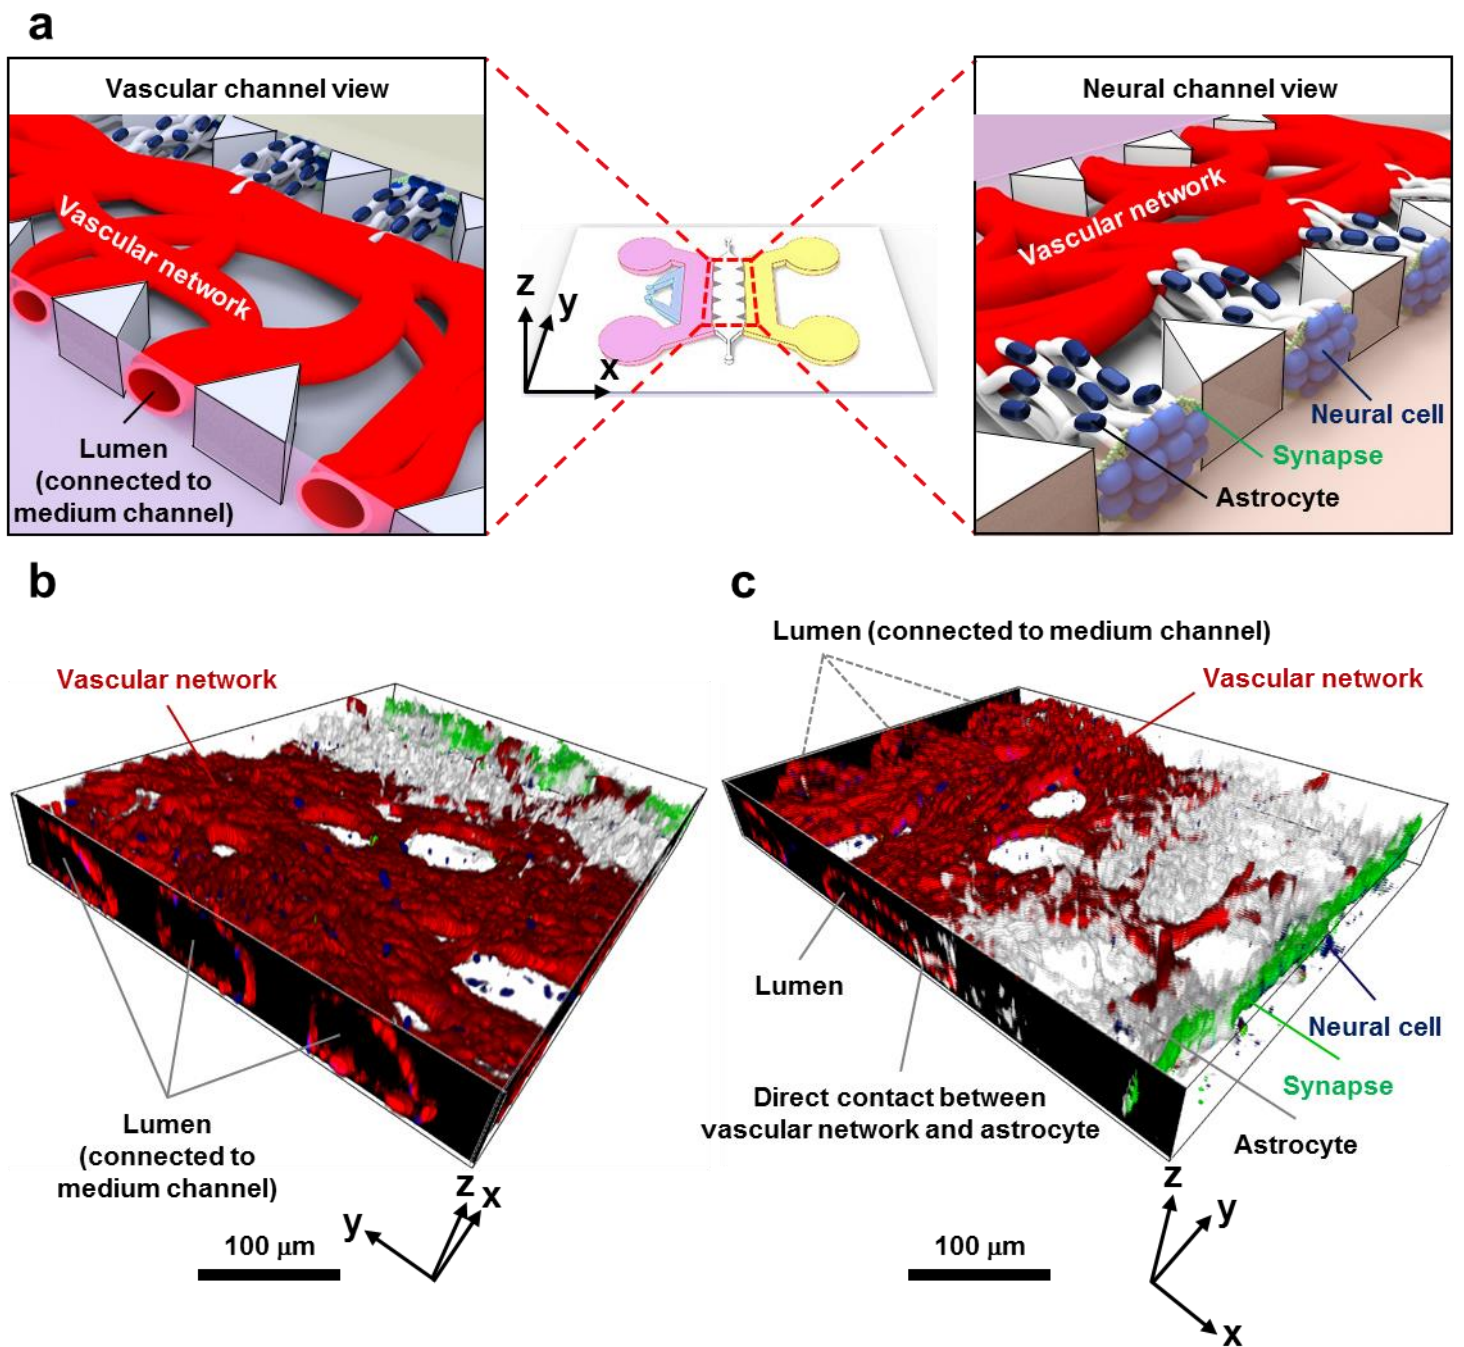 a
Vascular channel view
Neural channel view
Vascular network
Lumen
(connected to
medium channel)
z
y
x
Vascular network
Neural cell
Synapse
Astrocyte
b
Vascular network
Lumen
(connected to
medium channel)
z
x
y
100 μm
c
Lumen (connected to medium channel)
Vascular network
Lumen
Direct contact between
vascular network and astrocyte
Neural cell
Synapse
Astrocyte
z
y
x
100 μm